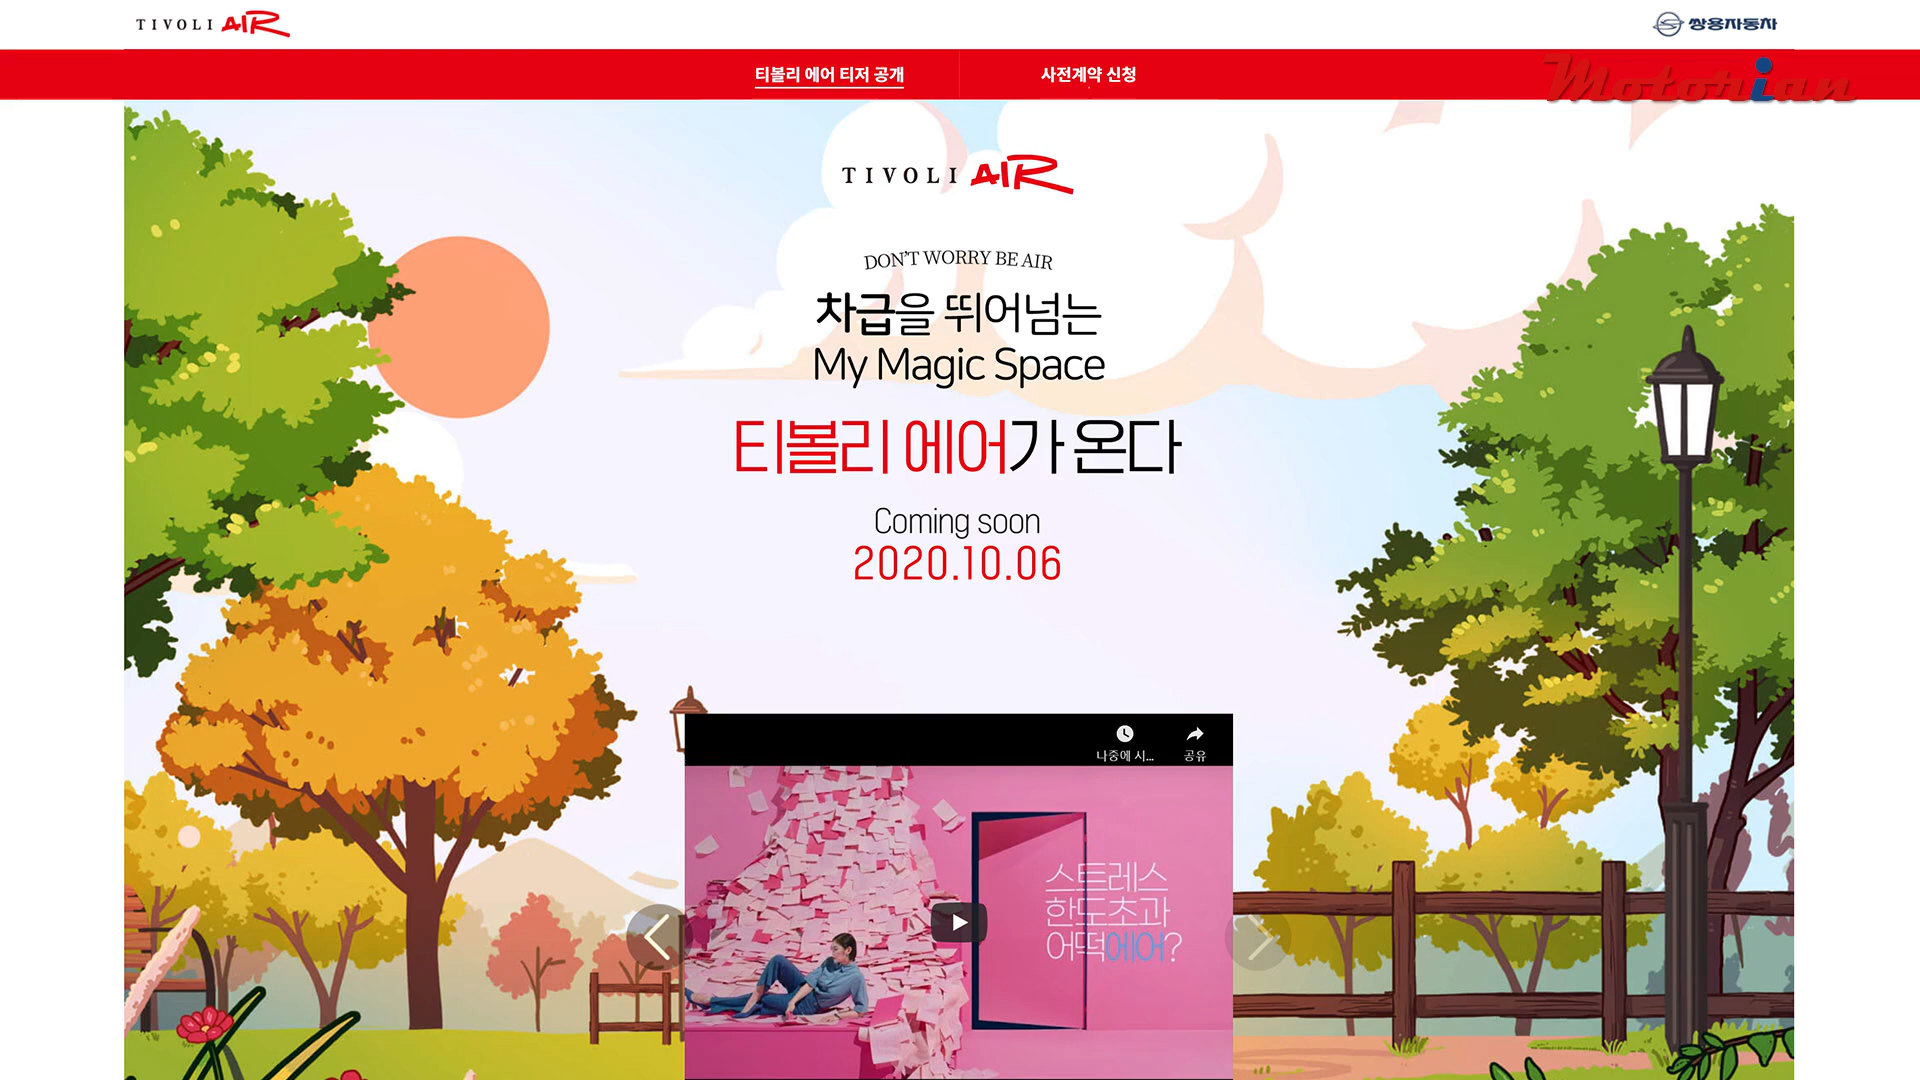 TIVOLI AIR
쌍용자동차
티볼리 에어 티저 공개
사전계약 신청
Motorian
TIVOLI AIR
DON'T WORRY BE AIR
차급을 뛰어넘는
My Magic Space
티볼리 에어가 온다
Coming soon
2020.10.06
나중에 시...
공유
스트레스
한도초과
어떡에어?